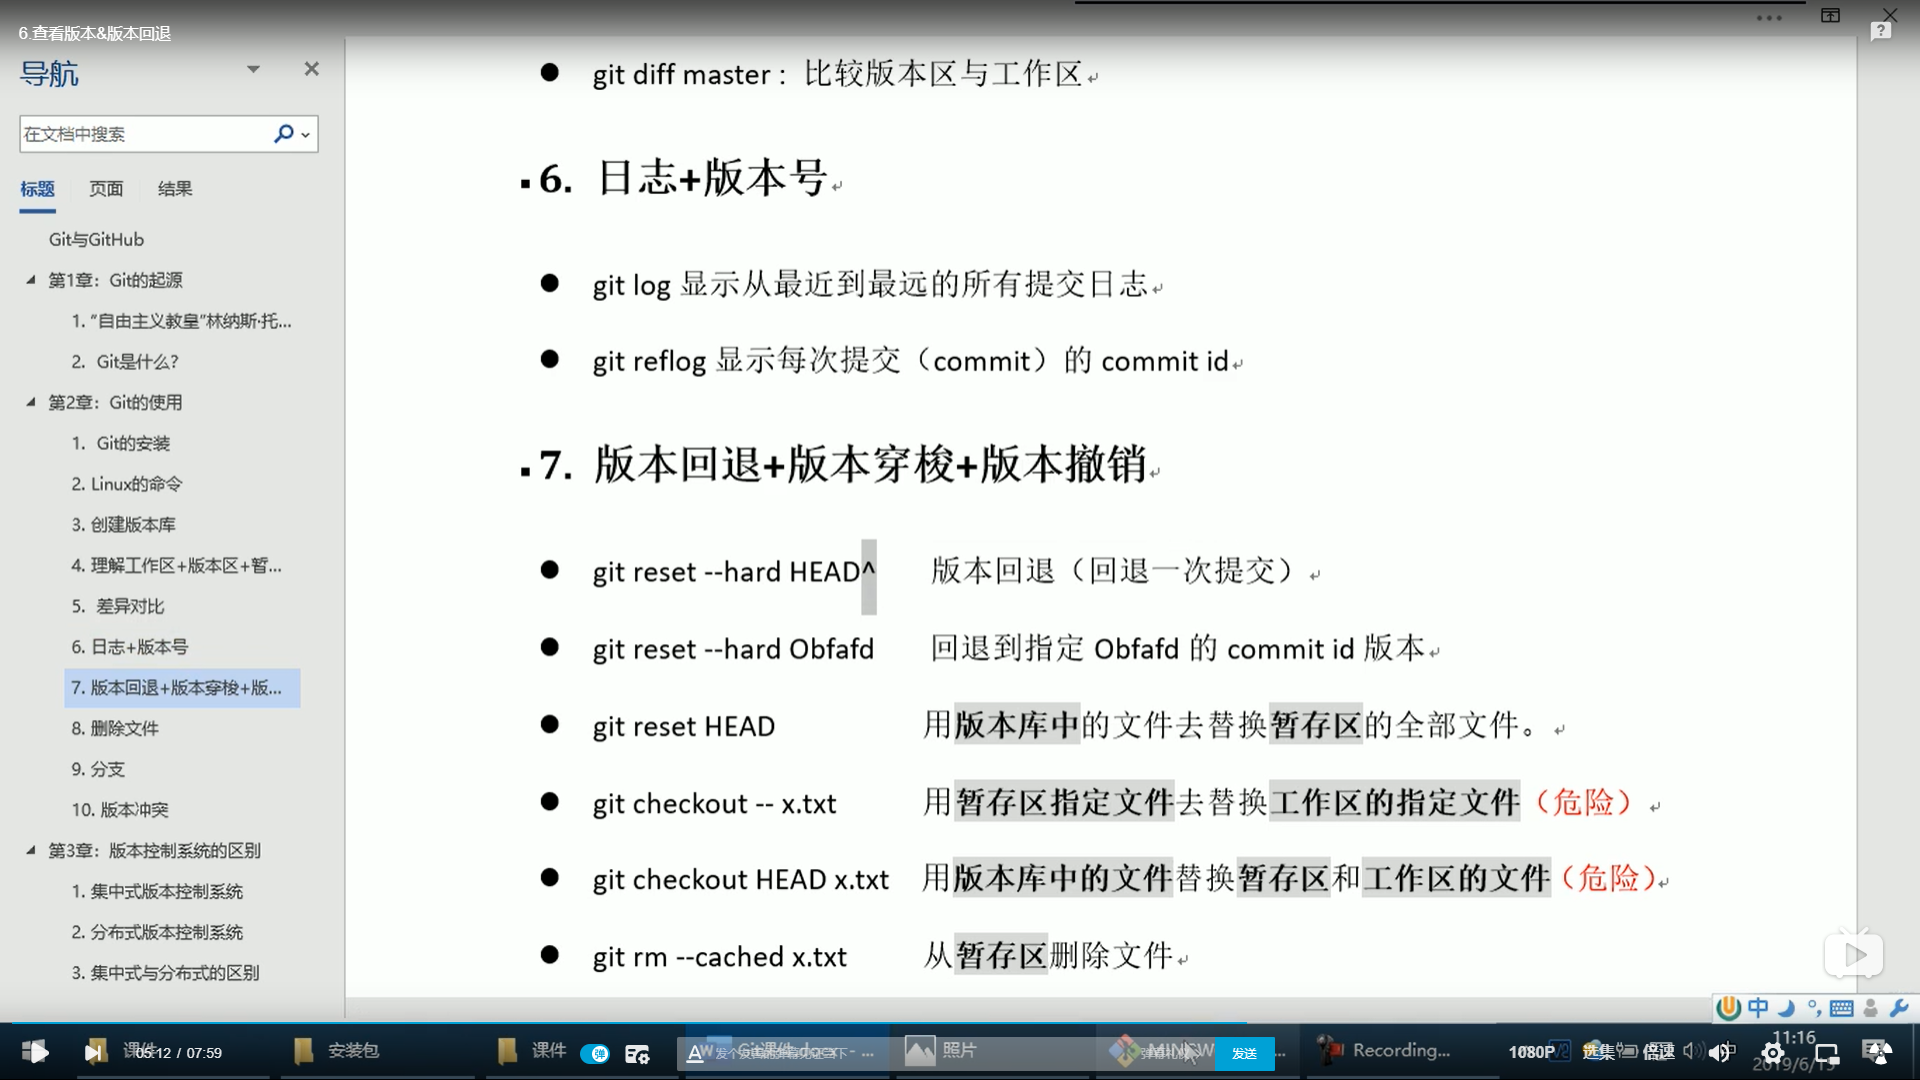 6.查看版本&版本回退
导航
在文档中搜索
标题 页面 结果
Git与GitHub
第1章：Git的起源
1. “自由主义教皇”林纳斯·托...
2. Git是什么?
第2章：Git的使用
1. Git的安装
2. Linux的命令
3. 创建版本库
4. 理解工作区+版本区+暂...
5. 差异对比
6. 日志+版本号
7. 版本回退+版本穿梭+版...
8. 删除文件
9. 分支
10. 版本冲突
第3章：版本控制系统的区别
1. 集中式版本控制系统
2. 分布式版本控制系统
3. 集中式与分布式的区别
● git diff master： 比较版本区与工作区
6. 日志+版本号
● git log 显示从最近到最远的所有提交日志
● git reflog 显示每次提交（commit）的 commit id
7. 版本回退+版本穿梭+版本撤销
● git reset --hard HEAD^ 版本回退（回退一次提交）
● git reset --hard Obfafd 回退到指定 Obfafd 的 commit id 版本
● git reset HEAD 用版本库中的文件去替换暂存区的全部文件。
● git checkout -- x.txt 用暂存区指定文件去替换工作区的指定文件（危险）
● git checkout HEAD x.txt 用版本库中的文件替换暂存区和工作区的文件（危险）
● git rm --cached x.txt 从暂存区删除文件
中
课件
05:12 / 07:59
安装包
课件
弹
照片
发送
Recording...
1080P
选集
倍速
11:16